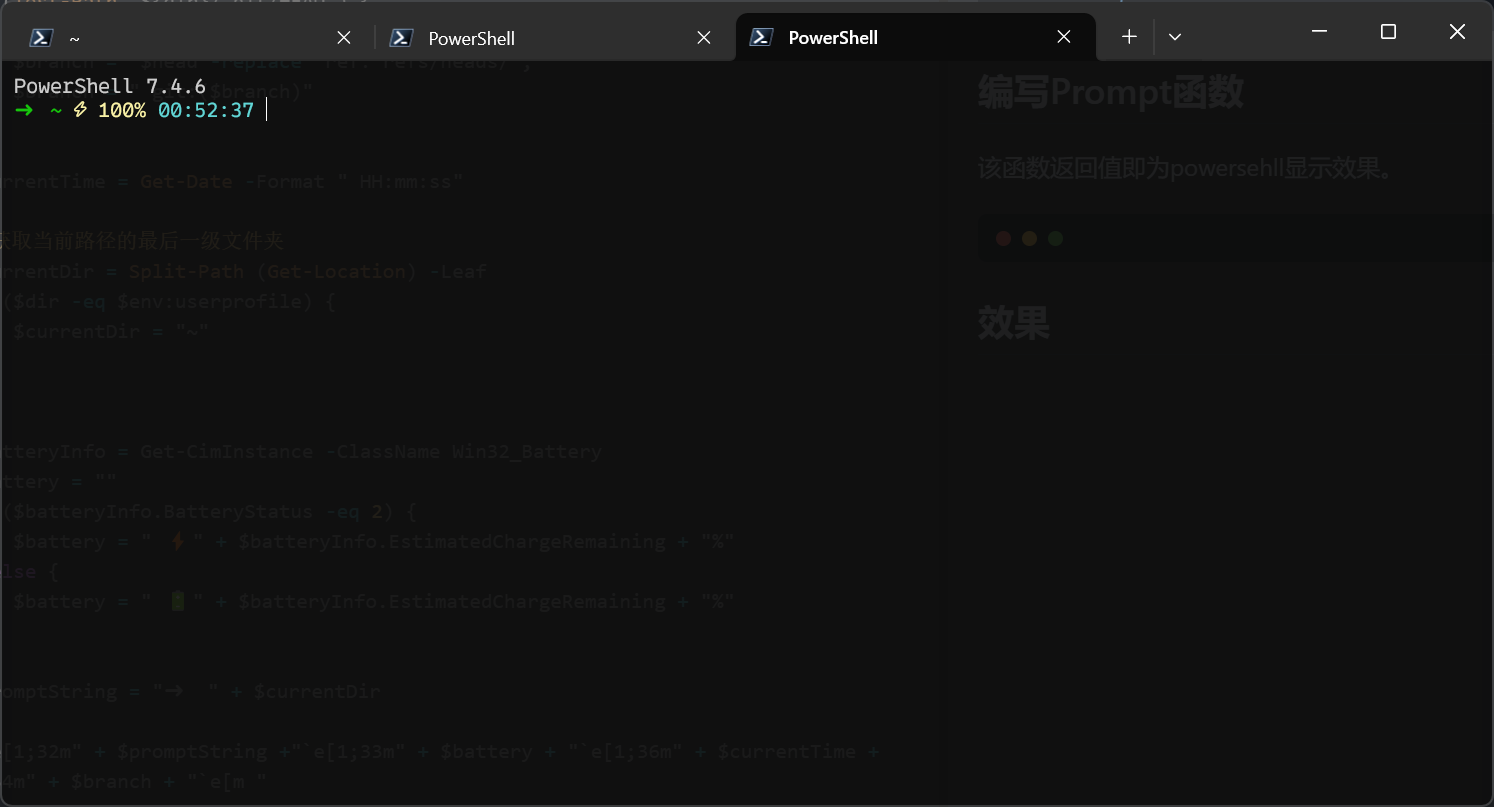 ~
PowerShell
PowerShell
PowerShell 7.4.6
➜ ~ ⚡ 100% 00:52:37
$branch = $head -replace
$branch)"
rrentTime = Get-Date -Format " HH:mm:ss"
获取当前路径的最后一级文件夹
rrentDir = Split-Path (Get-Location) -Leaf
($dir -eq $env:userprofile) {
$currentDir = "~"
tteryInfo = Get-CimInstance -ClassName Win32_Battery
ttery = ""
($batteryInfo.BatteryStatus -eq 2) {
$battery = " ⚡" + $batteryInfo.EstimatedChargeRemaining + "%"
lse {
$battery = " 🔋" + $batteryInfo.EstimatedChargeRemaining + "%"
omptString = "➜  " + $currentDir
[1;32m" + $promptString +"`e[1;33m" + $battery + "`e[1;36m" + $currentTime +
4m" + $branch + "`e[m "
编写Prompt函数
该函数返回值即为powersehll显示效果。
效果